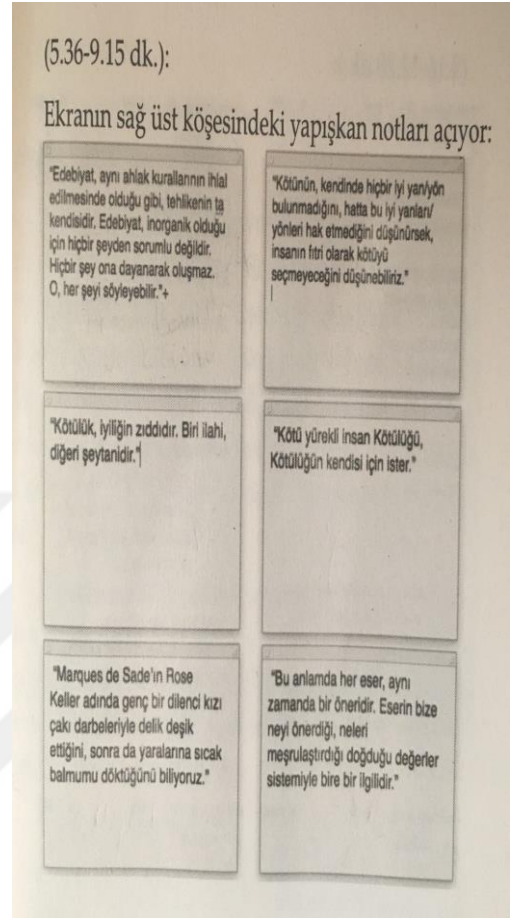 (5.36-9.15 dk.):
Ekranın sağ üst köşesindeki yapışkan notları açıyor:
"Edebiyat, aynı ahlak kurallarının ihlal
edilmesinde olduğu gibi, tehlikenin ta
kendisidir. Edebiyat, inorganik olduğu
için hiçbir şeyden sorumlu değildir.
Hiçbir şey ona dayanarak oluşmaz.
O, her şeyi söyleyebilir."+
"Kötünün, kendinde hiçbir iyi yan/yön
bulunmadığını, hatta bu iyi yanları/
yönleri hak etmediğini düşünürsek,
insanın fıtri olarak kötüyü
seçmeyeceğini düşünebiliriz."
"Kötülük, iyiliğin zıddıdır. Biri ilahi,
diğeri şeytanidir."
"Kötü yürekli insan Kötülüğü,
Kötülüğün kendisi için ister."
"Marques de Sade'ın Rose
Keller adında genç bir dilenci kızı
çakı darbeleriyle delik deşik
ettiğini, sonra da yaralarına sıcak
balmumu döktüğünü biliyoruz."
"Bu anlamda her eser, aynı
zamanda bir öneridir. Eserin bize
neyi önerdiği, neleri
meşrulaştırdığı doğduğu değerler
sistemiyle bire bir ilgilidir."